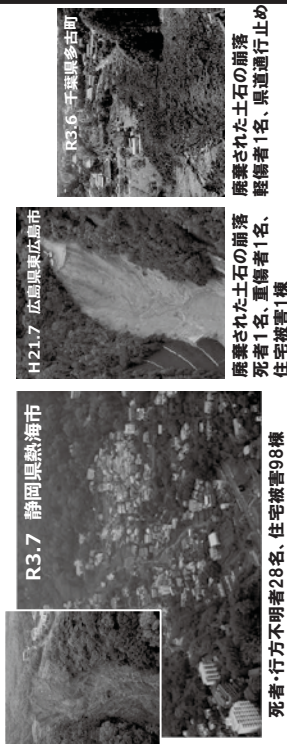 R3.7 静岡県熱海市
死者・行方不明者28名、住宅被害98棟
H21.7 広島県東広島市
廃棄された土石の崩落
死者1名、重傷者1名、
住宅被害1棟
R3.6 千葉県多古町
廃棄された土石の崩落
軽傷者1名、県道通行止め